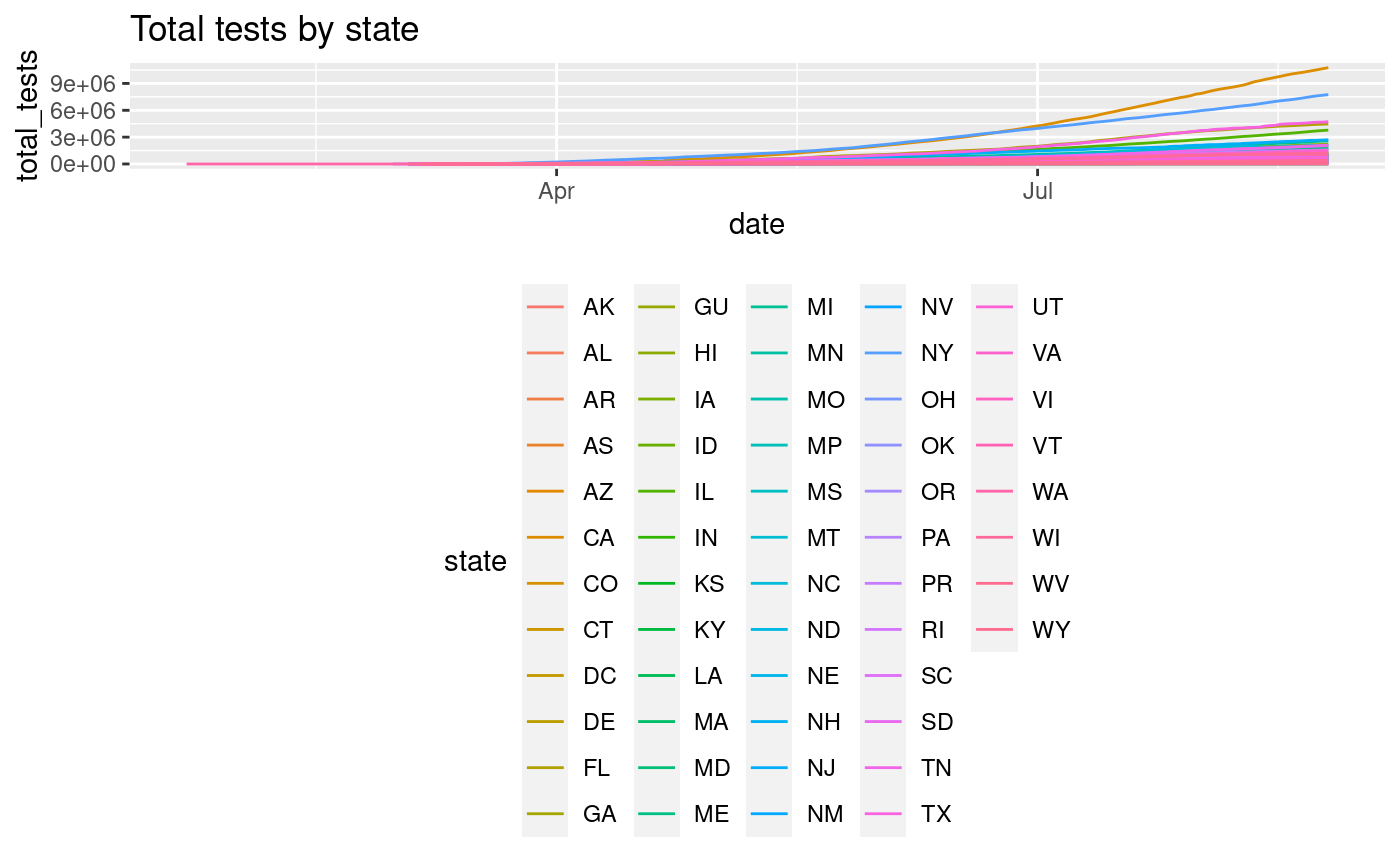 Total tests by state
total_tests
9e+06
6e+06
3e+06
0e+00
Apr Jul
date
state
AK GU MI NV UT
AL HI MN NY VA
AR IA MO OH VI
AS ID MP OK VT
AZ IL MS OR WA
CA IN MT PA WI
CO KS NC PR WV
CT KY ND RI WY
DC LA NE SC
DE MA NH SD
FL MD NJ TN
GA ME NM TX